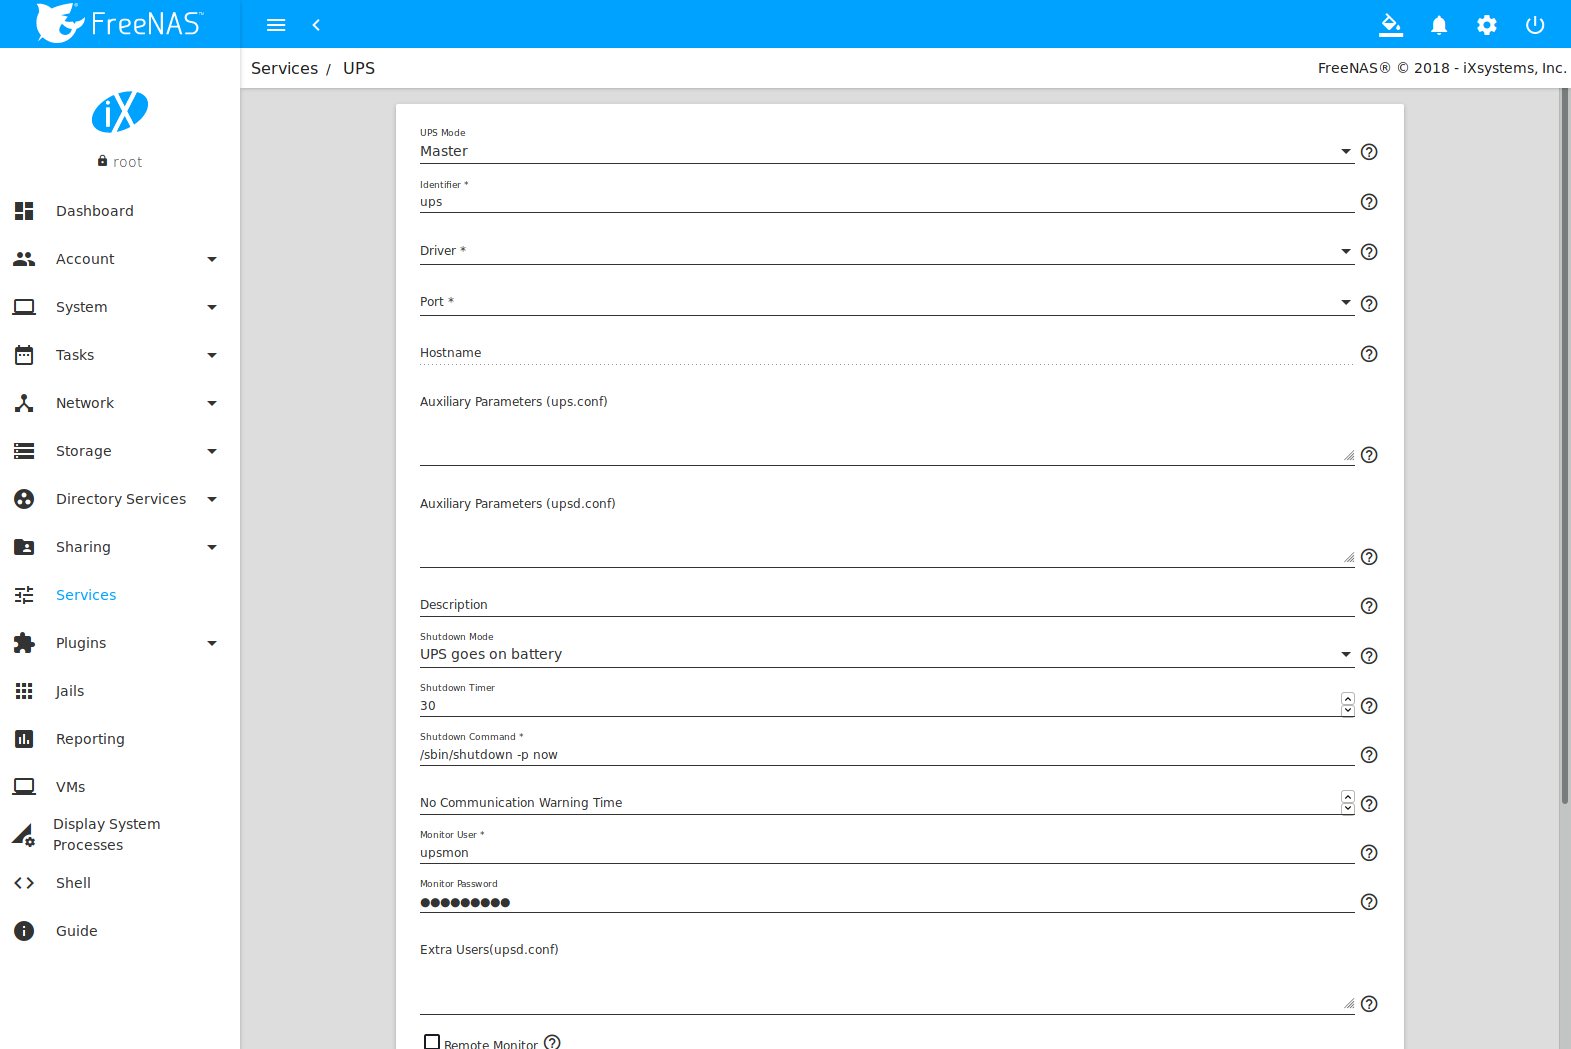 FreeNAS™
Services / UPS
FreeNAS® © 2018 - iXsystems, Inc.
iX
root
Dashboard
Account
System
Tasks
Network
Storage
Directory Services
Sharing
Services
Plugins
Jails
Reporting
VMs
Display System
Processes
Shell
Guide
UPS Mode
Master
Identifier *
ups
Driver *
Port *
Hostname
Auxiliary Parameters (ups.conf)
Auxiliary Parameters (upsd.conf)
Description
Shutdown Mode
UPS goes on battery
Shutdown Timer
30
Shutdown Command *
/sbin/shutdown -p now
No Communication Warning Time
Monitor User *
upsmon
Monitor Password
●●●●●●●●●
Extra Users(upsd.conf)
Remote Monitor